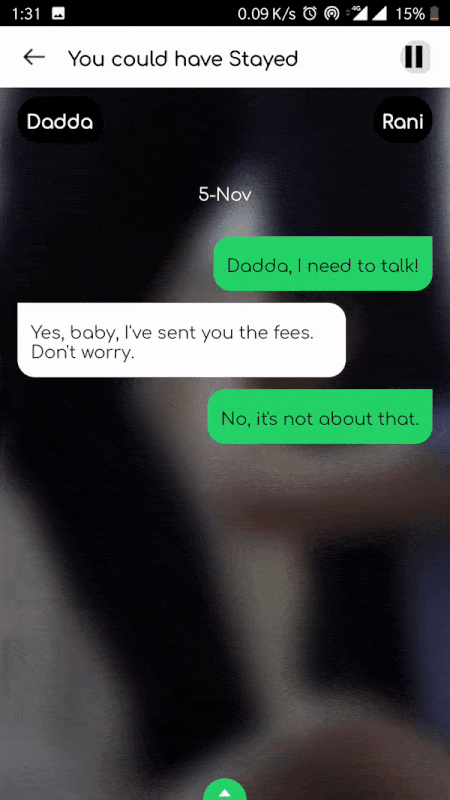 1:31 0.09 K/s 4G 15%
You could have Stayed
Dadda Rani
5-Nov
Dadda, I need to talk!
Yes, baby, I've sent you the fees.
Don't worry.
No, it's not about that.